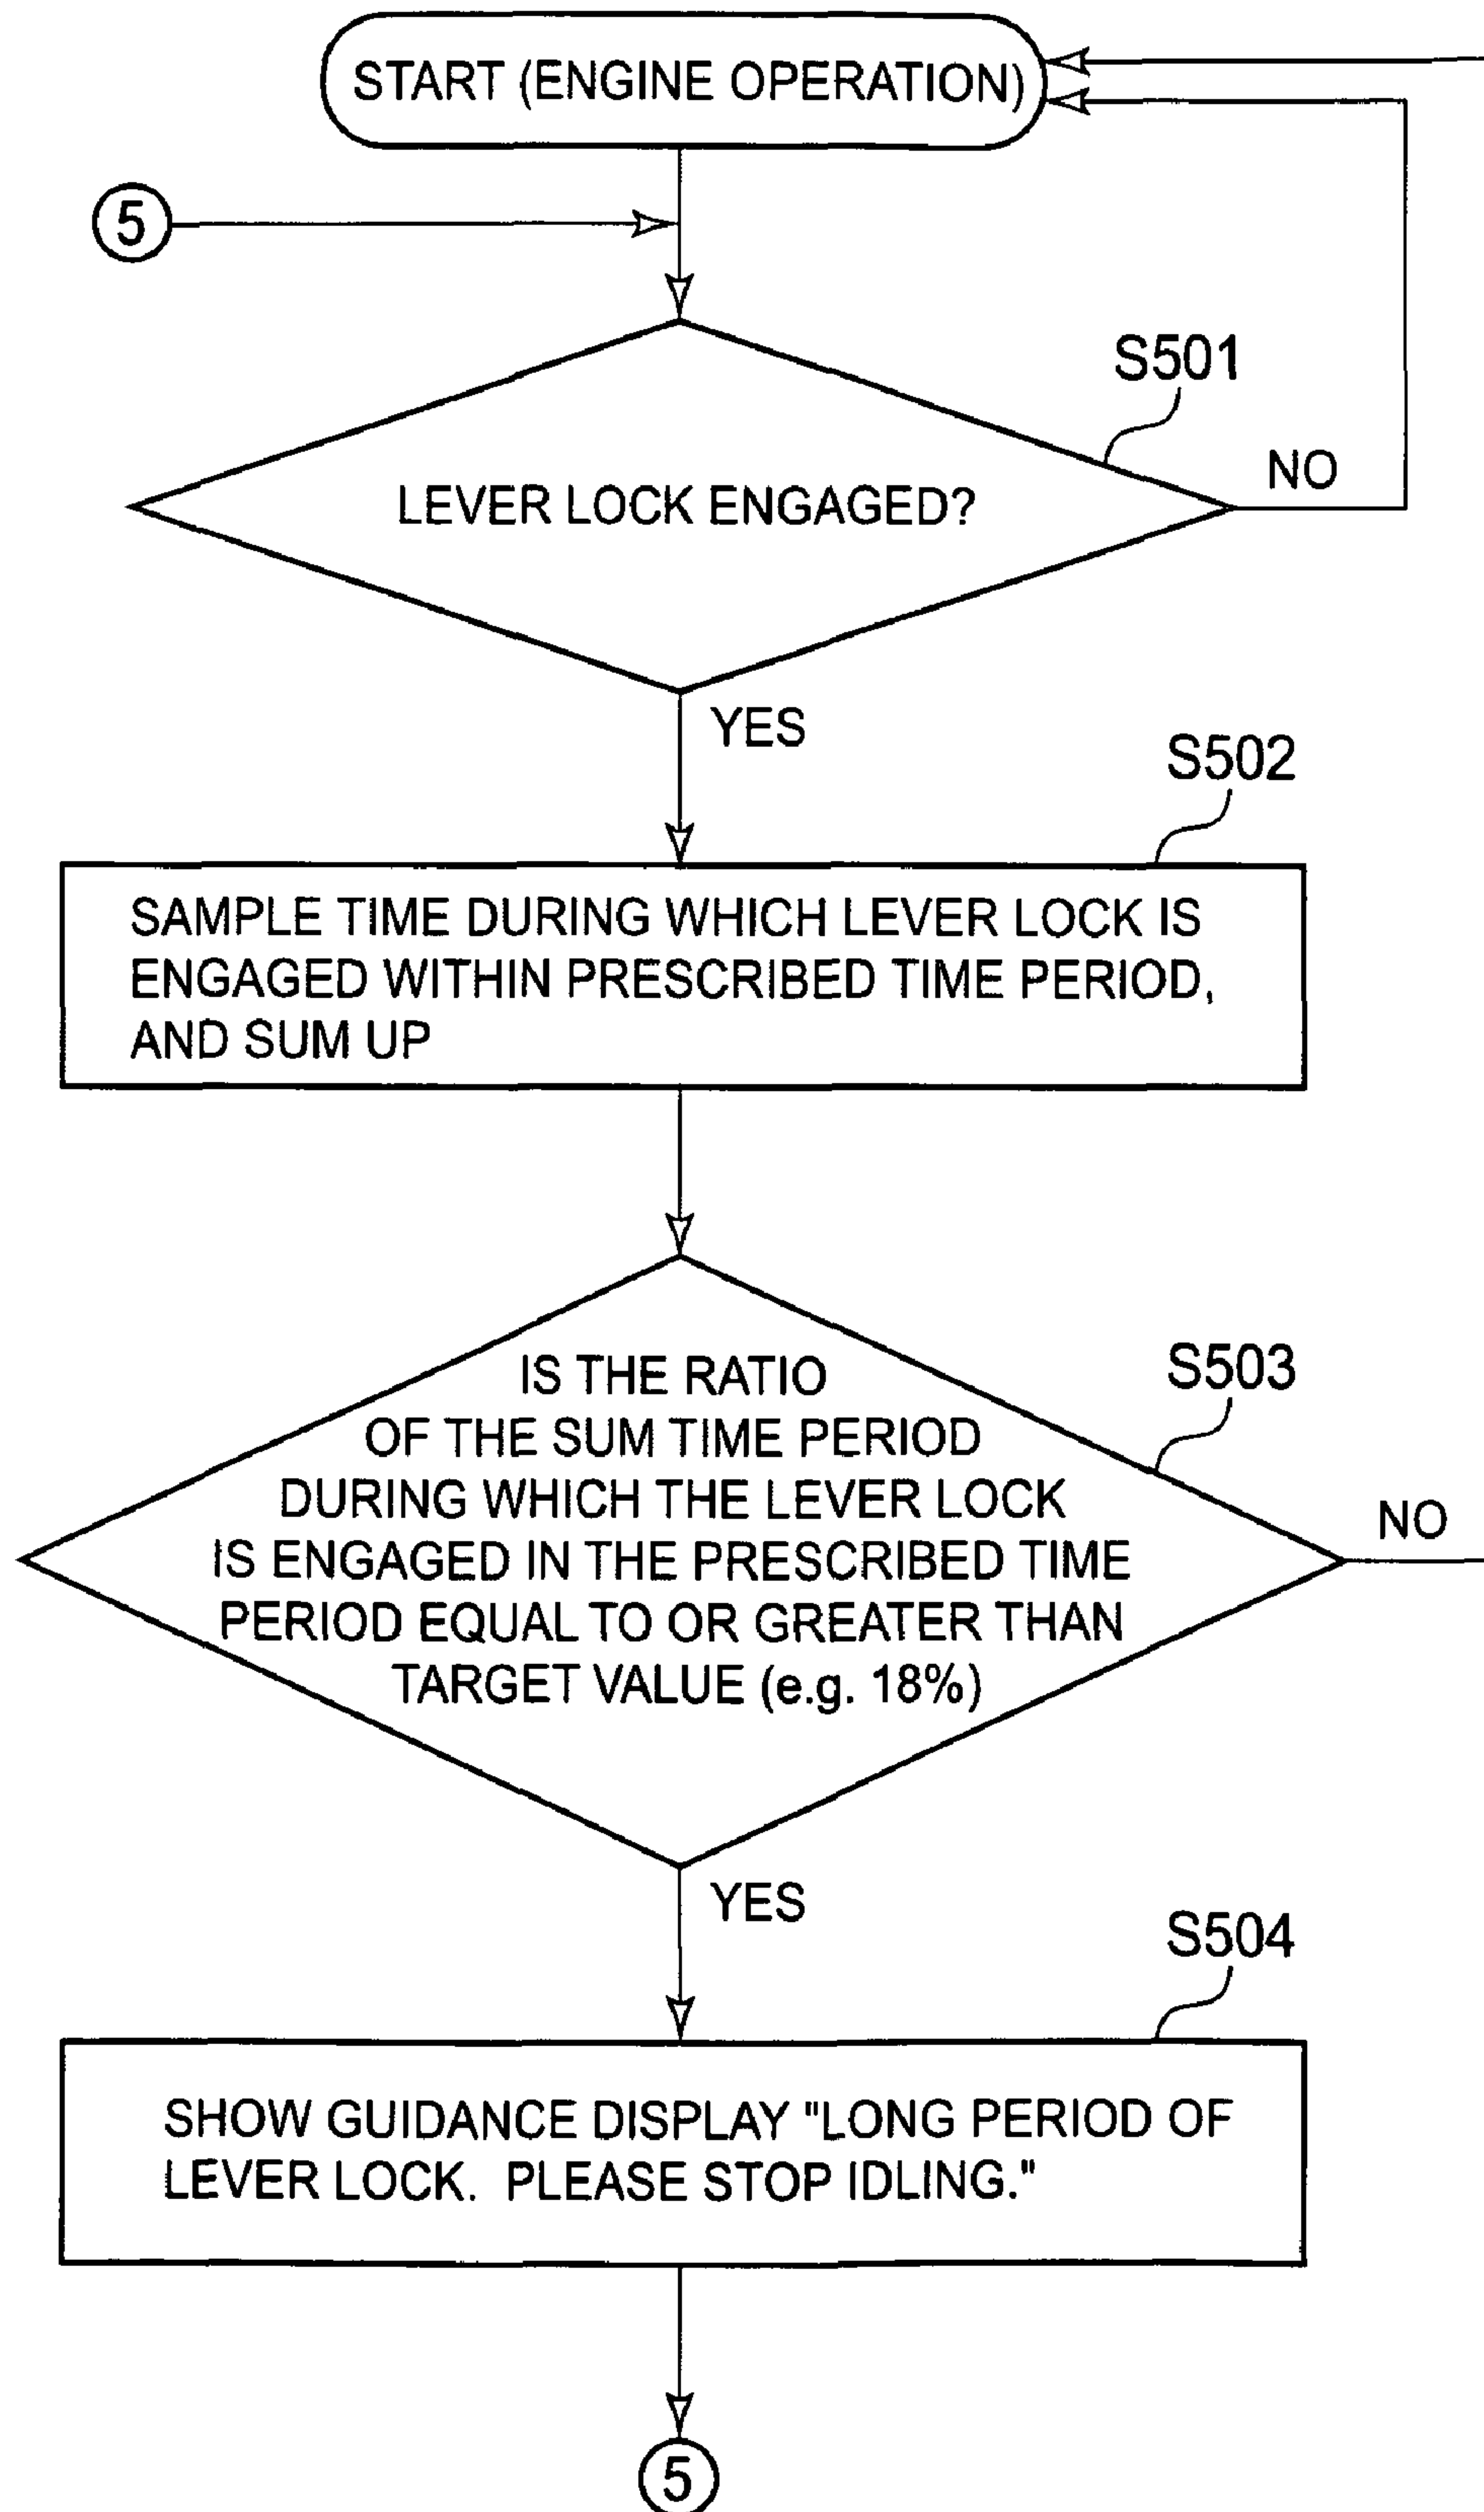 START (ENGINE OPERATION)
5
S501
LEVER LOCK ENGAGED?
NO
YES
S502
SAMPLE TIME DURING WHICH LEVER LOCK IS
ENGAGED WITHIN PRESCRIBED TIME PERIOD,
AND SUM UP
S503
IS THE RATIO
OF THE SUM TIME PERIOD
DURING WHICH THE LEVER LOCK
IS ENGAGED IN THE PRESCRIBED TIME
PERIOD EQUAL TO OR GREATER THAN
TARGET VALUE (e.g. 18%)
NO
YES
S504
SHOW GUIDANCE DISPLAY "LONG PERIOD OF
LEVER LOCK. PLEASE STOP IDLING."
5